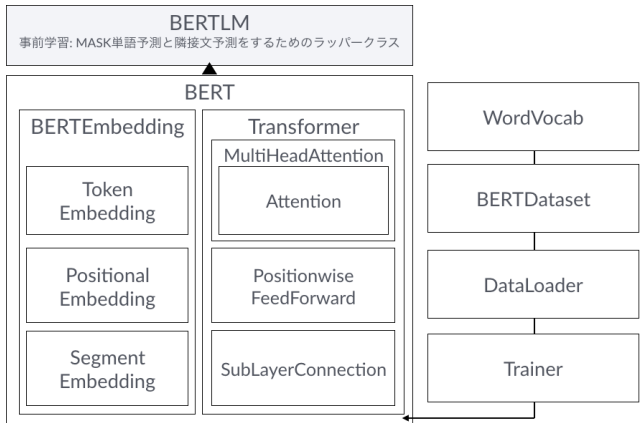 BERTLM
事前学習: MASK単語予測と隣接文予測をするためのラッパークラス
BERT
BERTEmbedding
Token
Embedding
Positional
Embedding
Segment
Embedding
Transformer
MultiHeadAttention
Attention
Positionwise
FeedForward
SubLayerConnection
WordVocab
BERTDataset
DataLoader
Trainer